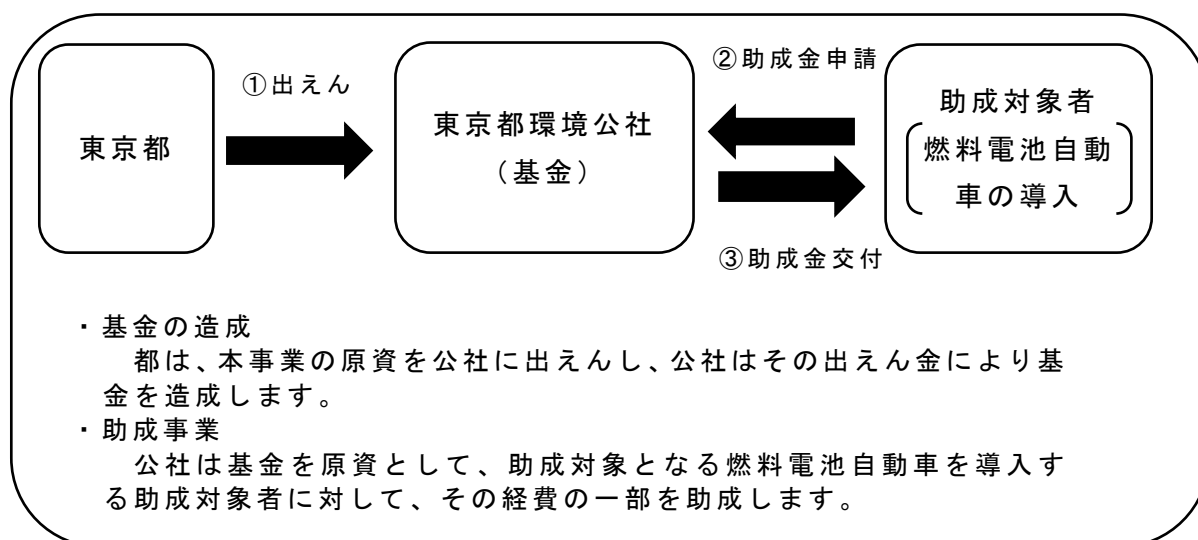 東京都
①出えん
東京都環境公社
（基金）
②助成金申請
③助成金交付
助成対象者
燃料電池自動
車の導入
・基金の造成
都は、本事業の原資を公社に出えんし、公社はその出えん金により基
金を造成します。
・助成事業
公社は基金を原資として、助成対象となる燃料電池自動車を導入す
る助成対象者に対して、その経費の一部を助成します。